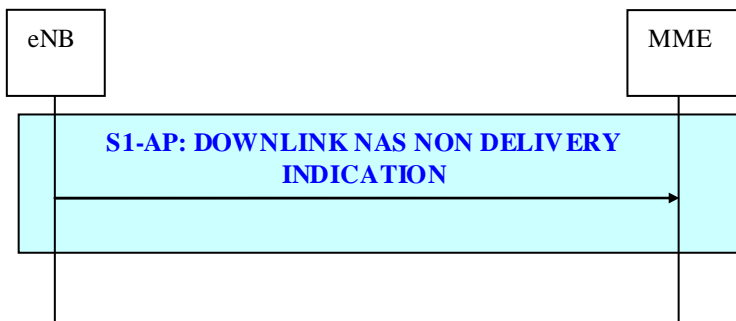 eNB
MME
S1-AP: DOWNLINK NAS NON DELIVERY
INDICATION